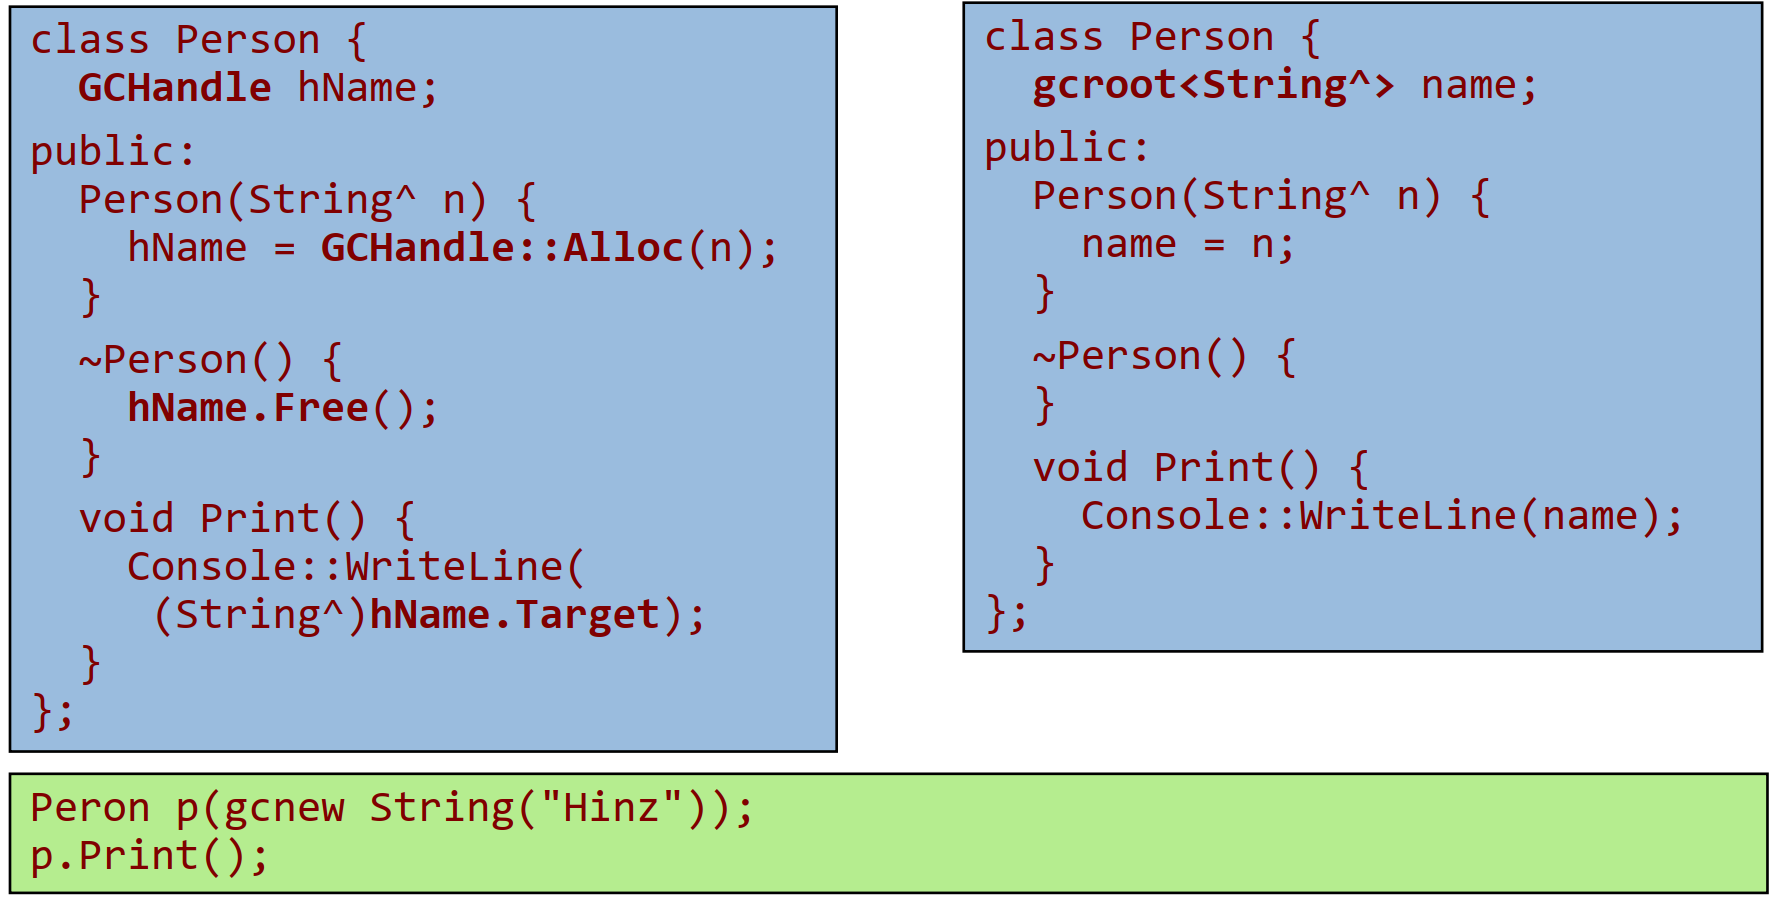 class Person {
  GCHandle hName;
public:
  Person(String^ n) {
    hName = GCHandle::Alloc(n);
  }
  ~Person() {
    hName.Free();
  }
  void Print() {
    Console::WriteLine(
     (String^)hName.Target);
  }
};
class Person {
  gcroot<String^> name;
public:
  Person(String^ n) {
    name = n;
  }
  ~Person() {
  }
  void Print() {
    Console::WriteLine(name);
  }
};
Peron p(gcnew String("Hinz"));
p.Print();